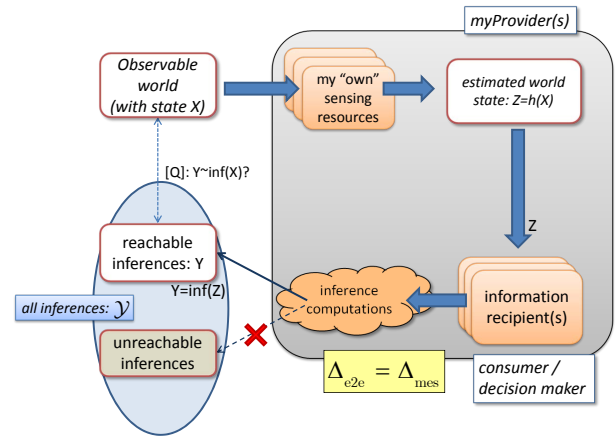 myProvider(s)
Observable
world
(with state X)
my “own”
sensing
resources
estimated world
state: Z=h(X)
[Q]: Y~inf(X)?
Z
reachable
inferences: Y
Y=inf(Z)
inference
computations
information
recipient(s)
all inferences: 𝒴
unreachable
inferences
Δe2e = Δmes
consumer /
decision maker